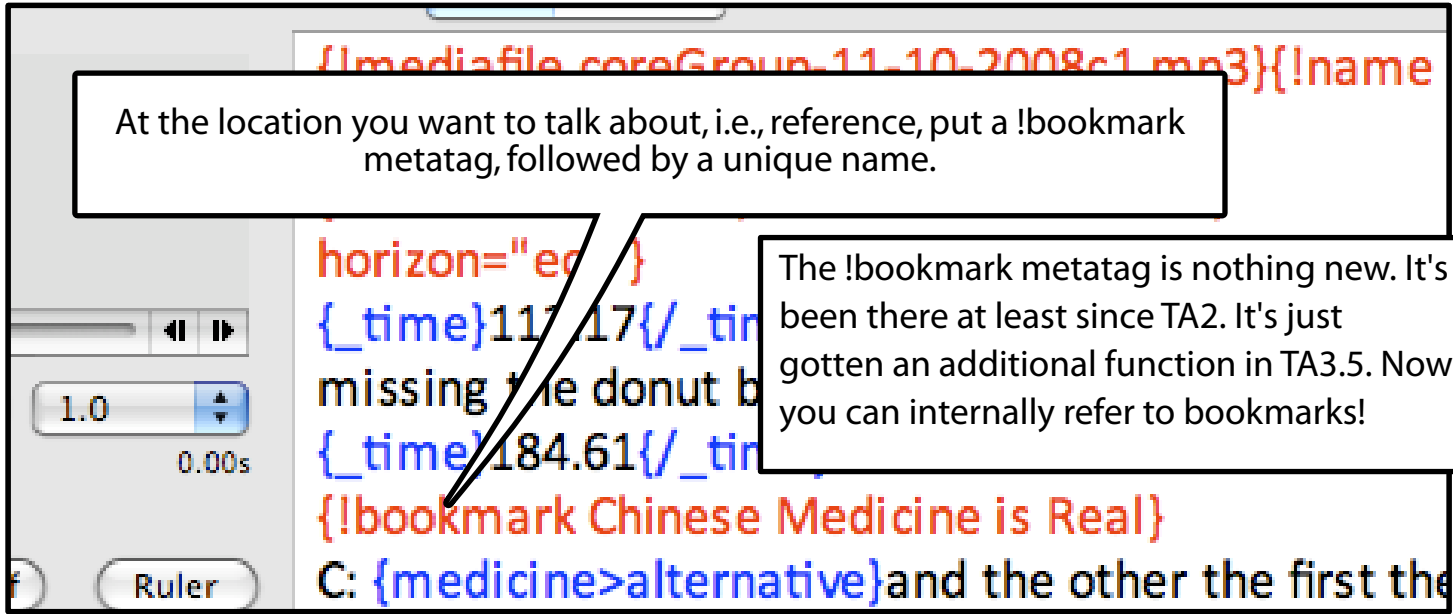 {!mediafile coreGroup-11-10-2008c1.mp3}{!name
At the location you want to talk about, i.e., reference, put a !bookmark
metatag, followed by a unique name.
horizon="
The !bookmark metatag is nothing new. It's
been there at least since TA2. It's just
gotten an additional function in TA3.5. Now
you can internally refer to bookmarks!
{_time}117.17{/_tim
missing the donut b
1.0
{_time}184.61{/_tim
0.00s
{!bookmark Chinese Medicine is Real}
Ruler
C: {medicine>alternative}and the other the first the